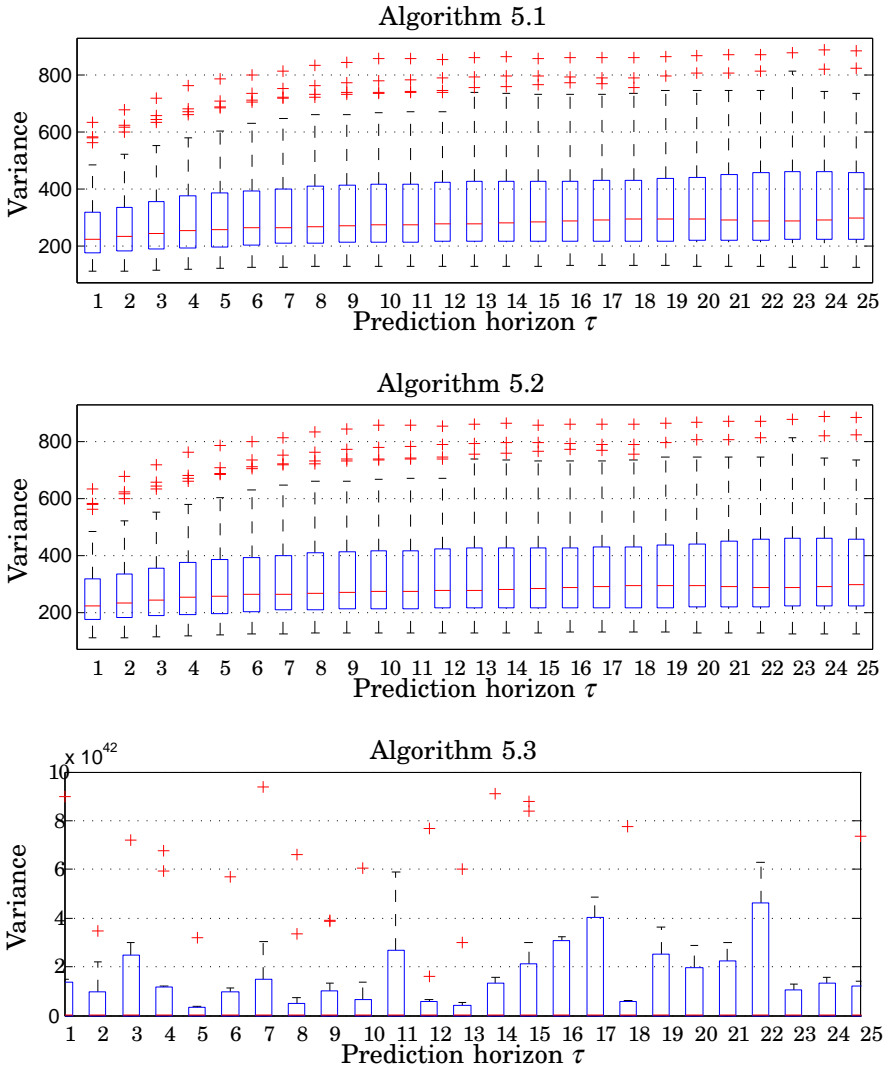 Algorithm 5.1
800
600
400
200
Variance
1 2 3 4 5 6 7 8 9 10 11 12 13 14 15 16 17 18 19 20 21 22 23 24 25
Prediction horizon τ
Algorithm 5.2
800
600
400
200
Variance
1 2 3 4 5 6 7 8 9 10 11 12 13 14 15 16 17 18 19 20 21 22 23 24 25
Prediction horizon τ
Algorithm 5.3
x 10^42
10
8
6
4
2
0
Variance
1 2 3 4 5 6 7 8 9 10 11 12 13 14 15 16 17 18 19 20 21 22 23 24 25
Prediction horizon τ